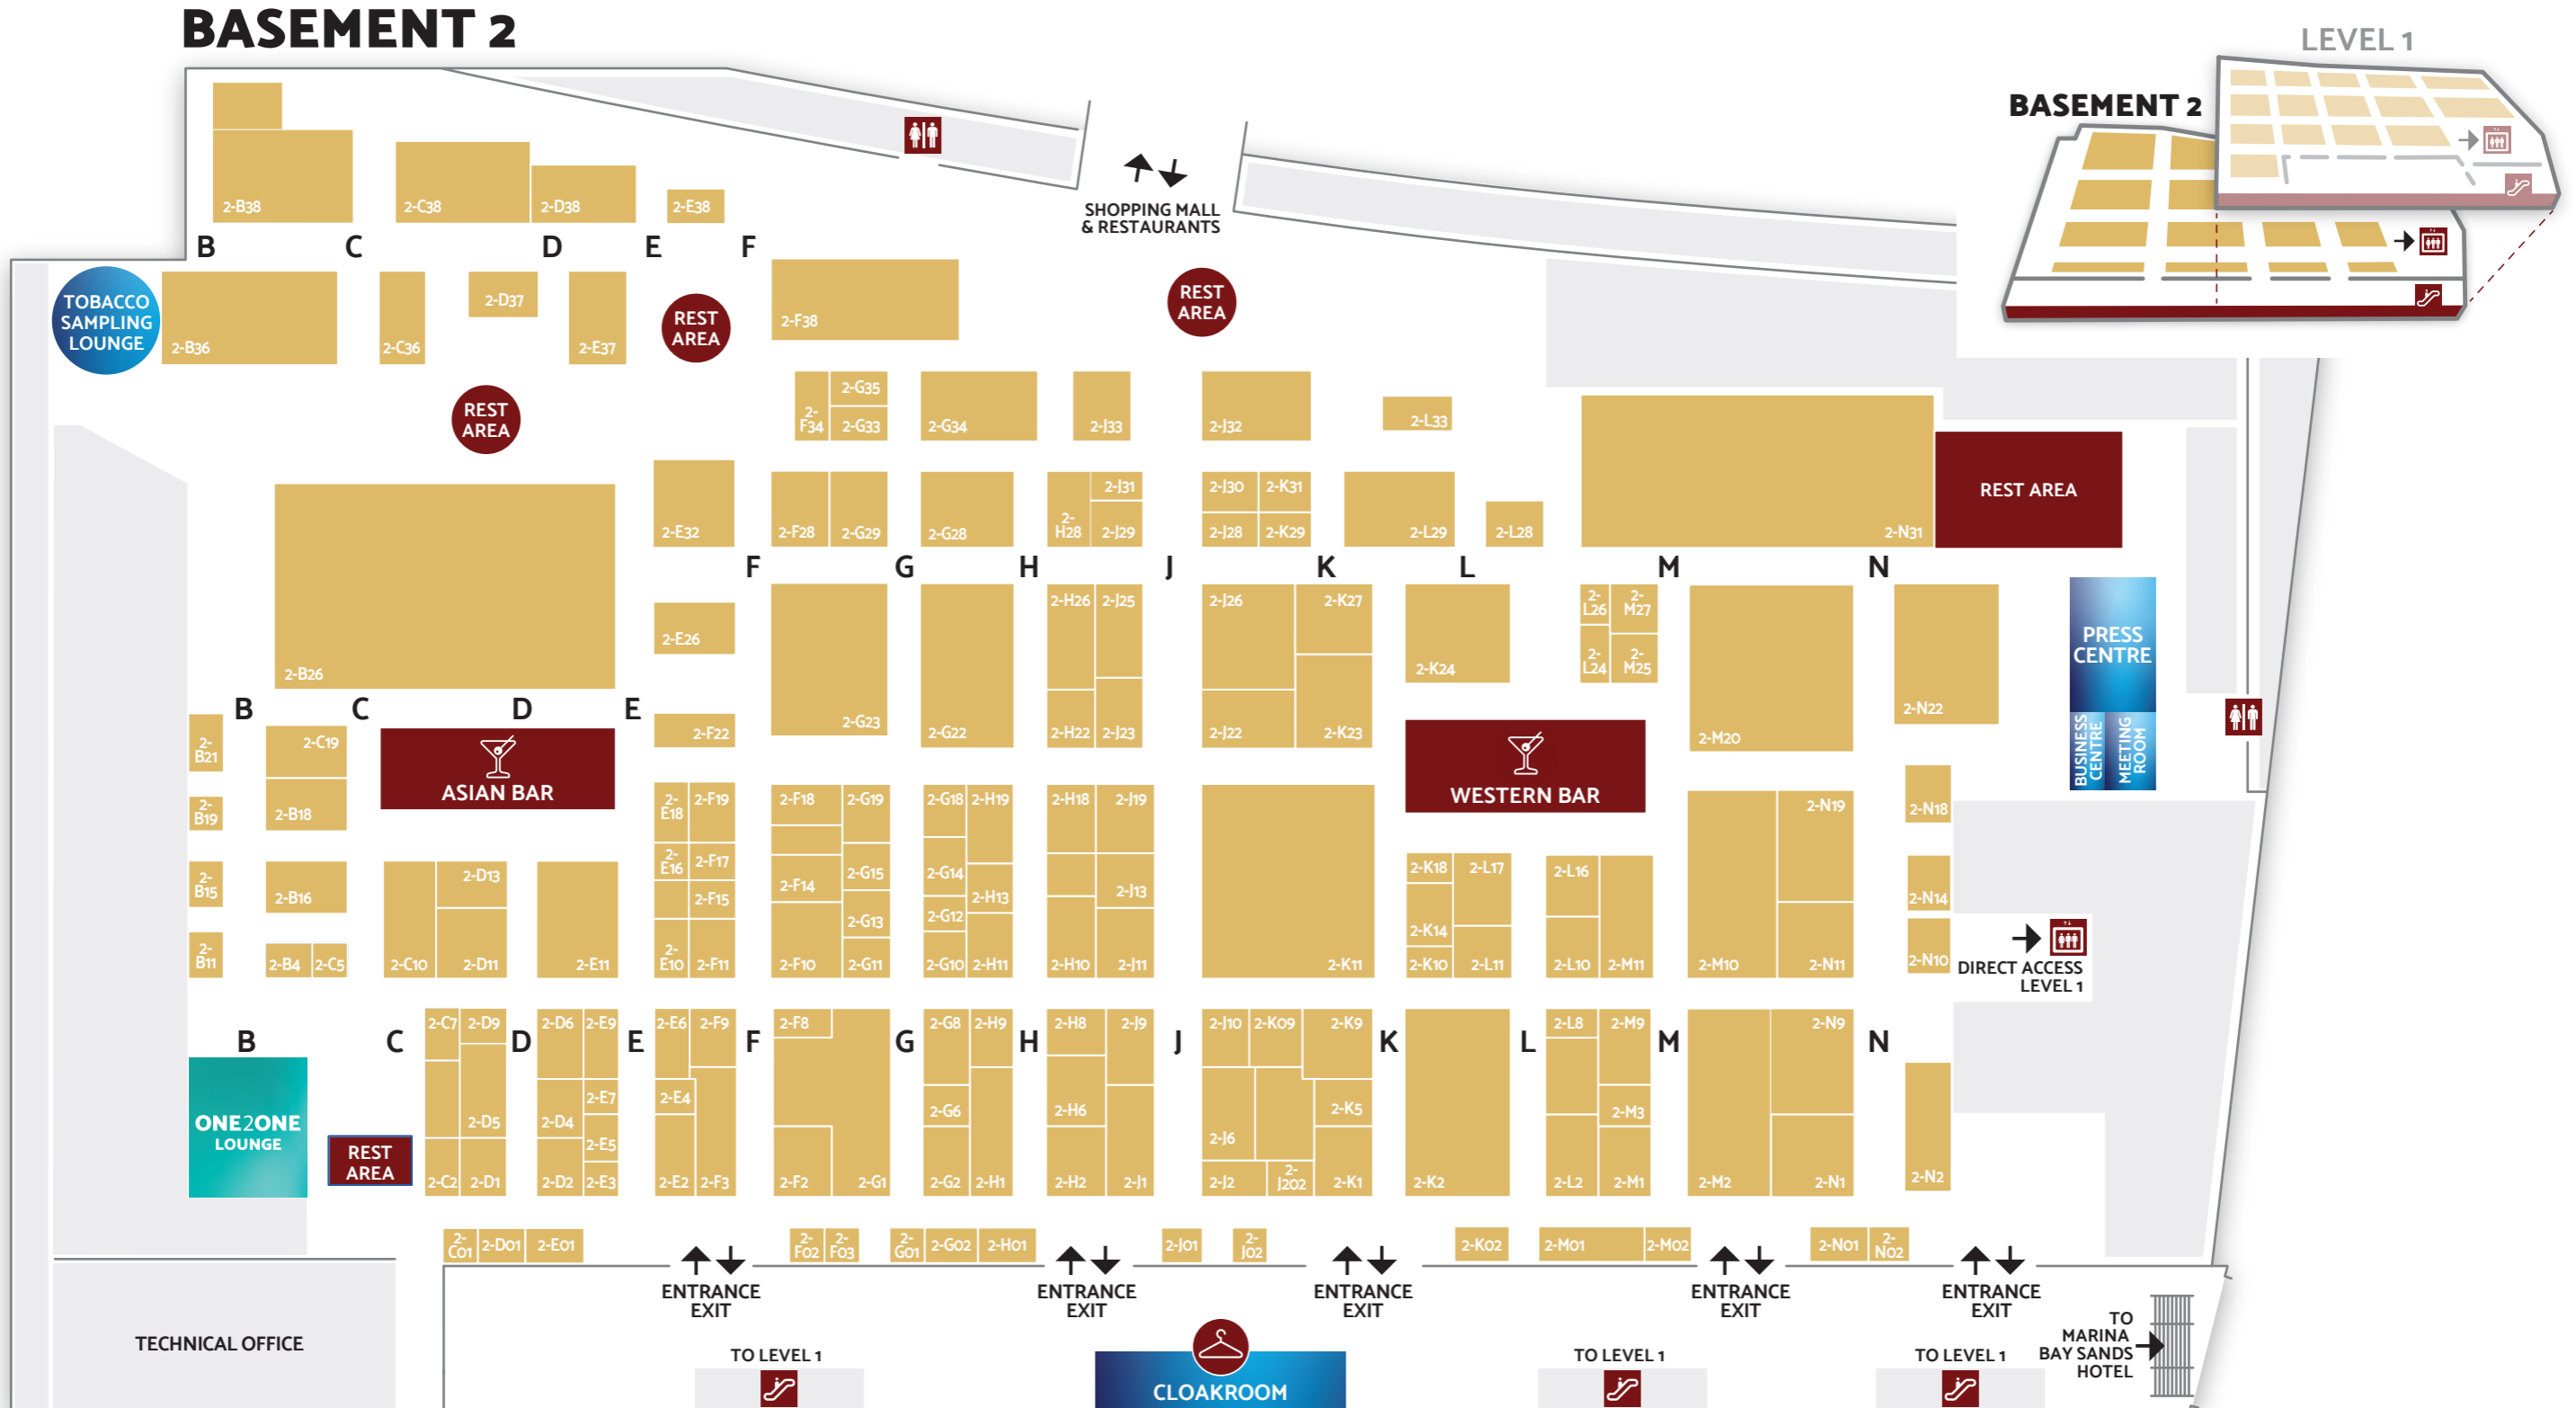 BASEMENT 2
LEVEL 1
BASEMENT 2
SHOPPING MALL
& RESTAURANTS
2-B38
2-C38
2-D38
2-E38
B
C
D
E
F
TOBACCO
SAMPLING
LOUNGE
2-B36
2-C36
2-D37
2-E37
REST
AREA
2-F38
REST
AREA
REST
AREA
2-
F34
2-G35
2-G33
2-G34
2-J33
2-J32
2-L33
2-B26
2-E32
2-F28
2-G29
2-G28
2-
H28
2-J31
2-J29
2-J30
2-K31
2-J28
2-K29
2-L29
2-L28
2-N31
REST AREA
F
G
H
J
K
L
M
N
2-E26
2-G23
2-G22
2-H26
2-J25
2-H22
2-J23
2-J26
2-K27
2-J22
2-K23
2-K24
2-
L26
2-
M27
2-
L24
2-
M25
2-M20
2-N22
PRESS
CENTRE
BUSINESS
CENTRE
MEETING
ROOM
B
C
D
E
2-
B21
2-C19
2-F22
ASIAN BAR
WESTERN BAR
2-
B19
2-B18
2-
E18
2-F19
2-F18
2-G19
2-G18
2-H19
2-H18
2-J19
2-N19
2-N18
2-
E16
2-F17
2-
B15
2-B16
2-D13
2-F15
2-F14
2-G15
2-G14
2-H13
2-J13
2-K18
2-L17
2-L16
2-N14
2-G13
2-G12
2-K14
2-
B11
2-B4
2-C5
2-C10
2-D11
2-E11
2-
E10
2-F11
2-F10
2-G11
2-G10
2-H11
2-H10
2-J11
2-K11
2-K10
2-L11
2-L10
2-M11
2-M10
2-N11
2-N10
DIRECT ACCESS
LEVEL 1
B
C
D
E
F
G
H
J
K
L
M
N
2-C7
2-D9
2-D6
2-E9
2-E6
2-F9
2-F8
2-G8
2-H9
2-H8
2-J9
2-J10
2-K09
2-K9
2-L8
2-M9
2-N9
ONE2ONE
LOUNGE
REST
AREA
2-D5
2-D4
2-E7
2-E5
2-E4
2-G6
2-H6
2-J6
2-K5
2-M3
2-C2
2-D1
2-D2
2-E3
2-E2
2-F3
2-F2
2-G1
2-G2
2-H1
2-H2
2-J1
2-J2
2-
J202
2-K1
2-K2
2-L2
2-M1
2-M2
2-N1
2-N2
2-
C01
2-D01
2-E01
2-
F02
2-
F03
2-
G01
2-G02
2-H01
2-J01
2-
J02
2-K02
2-M01
2-M02
2-N01
2-
N02
ENTRANCE
EXIT
ENTRANCE
EXIT
ENTRANCE
EXIT
ENTRANCE
EXIT
ENTRANCE
EXIT
TECHNICAL OFFICE
TO LEVEL 1
CLOAKROOM
TO LEVEL 1
TO LEVEL 1
TO
MARINA
BAY SANDS
HOTEL